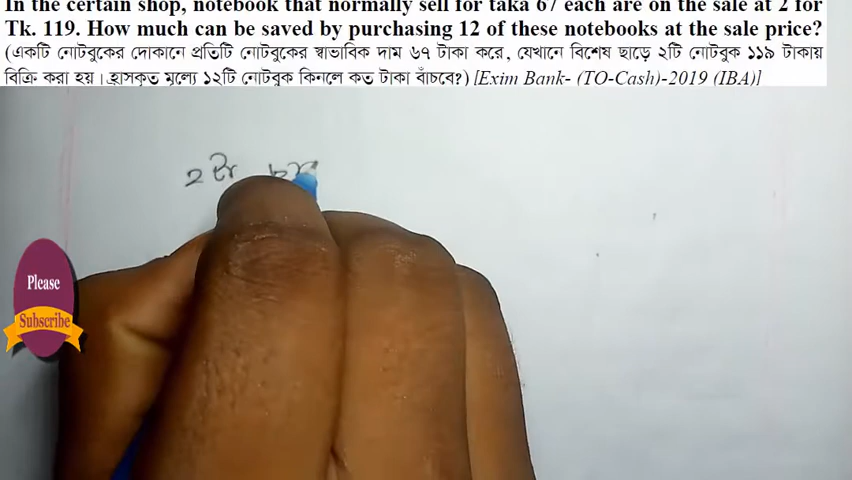 In the certain shop, notebook that normally sell for taka 67 each are on the sale at 2 for
Tk. 119. How much can be saved by purchasing 12 of these notebooks at the sale price?
(একটি নোটবুকের দোকানে প্রতিটি নোটবুকের স্বাভাবিক দাম ৬৭ টাকা করে, যেখানে বিশেষ ছাড়ে ২টি নোটবুক ১১৯ টাকায়
বিক্রি করা হয়। হ্রাসকৃত মূল্যে ১২টি নোটবুক কিনলে কত টাকা বাঁচবে?) [Exim Bank- (TO-Cash)-2019 (IBA)]
২ টি
Please
Subscribe